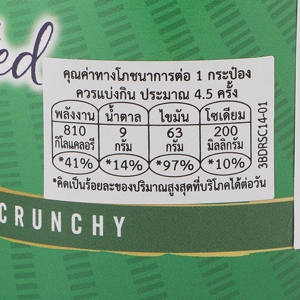 คุณค่าทางโภชนาการต่อ 1 กระป๋อง
ควรแบ่งกิน ประมาณ 4.5 ครั้ง
พลังงาน น้ำตาล ไขมัน โซเดียม
810 9 63 200
กิโลแคลอรี กรัม กรัม มิลลิกรัม
*41% *14% *97% *10%
*คิดเป็นร้อยละของปริมาณสูงสุดที่บริโภคได้ต่อวัน
3BDRSC14-01
CRUNCHY